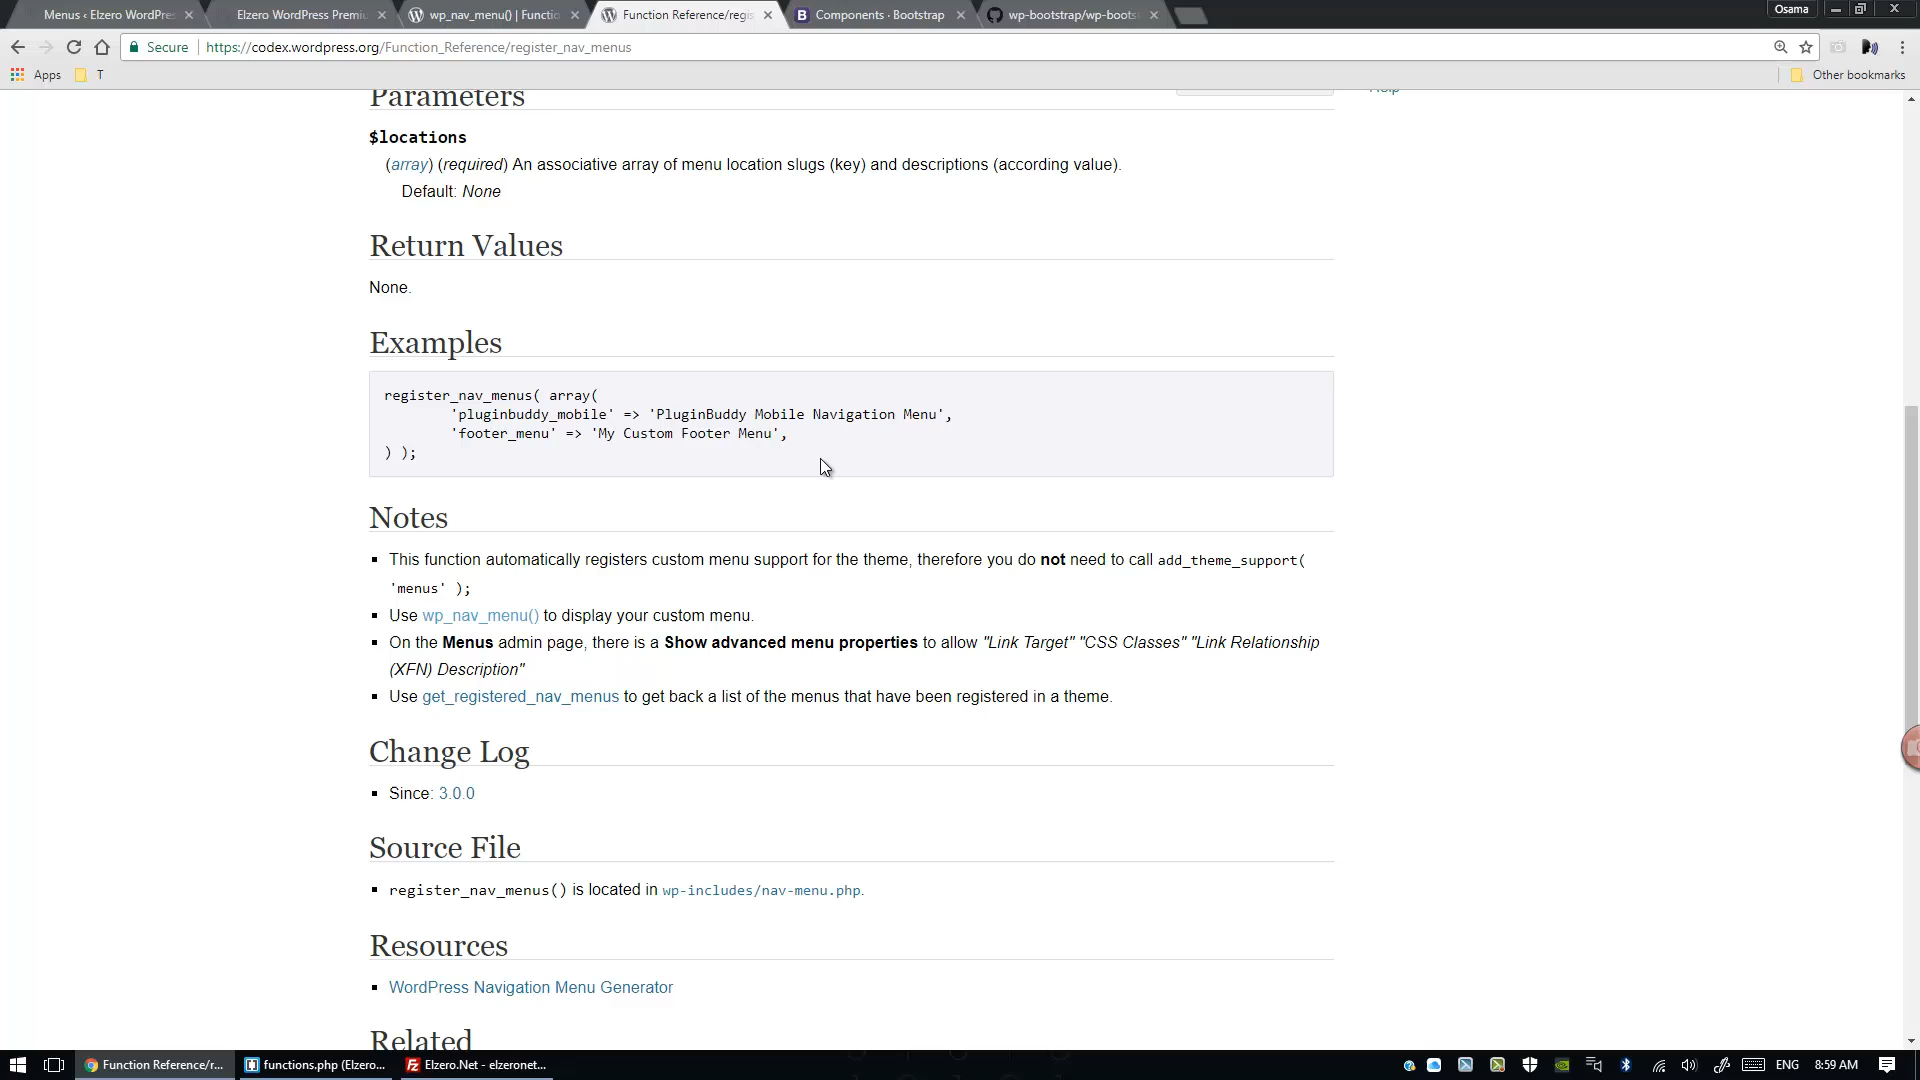 Menus ‹ Elzero WordPres
Elzero WordPress Premiu
wp_nav_menu() | Functio
Function Reference/regis
Components · Bootstrap
wp-bootstrap/wp-bootst
Osama
Secure
https://codex.wordpress.org/Function_Reference/register_nav_menus
Apps
T
Other bookmarks
Parameters
Help
$locations
(array) (required) An associative array of menu location slugs (key) and descriptions (according value).
Default: None
Return Values
None.
Examples
register_nav_menus( array(
'pluginbuddy_mobile' => 'PluginBuddy Mobile Navigation Menu',
'footer_menu' => 'My Custom Footer Menu',
) );
Notes
This function automatically registers custom menu support for the theme, therefore you do not need to call add_theme_support(
'menus' );
Use wp_nav_menu() to display your custom menu.
On the Menus admin page, there is a Show advanced menu properties to allow "Link Target" "CSS Classes" "Link Relationship
(XFN) Description"
Use get_registered_nav_menus to get back a list of the menus that have been registered in a theme.
Change Log
Since: 3.0.0
Source File
register_nav_menus() is located in wp-includes/nav-menu.php.
Resources
WordPress Navigation Menu Generator
Related
Function Reference/r...
functions.php (Elzero...
Elzero.Net - elzeronet...
ENG
8:59 AM